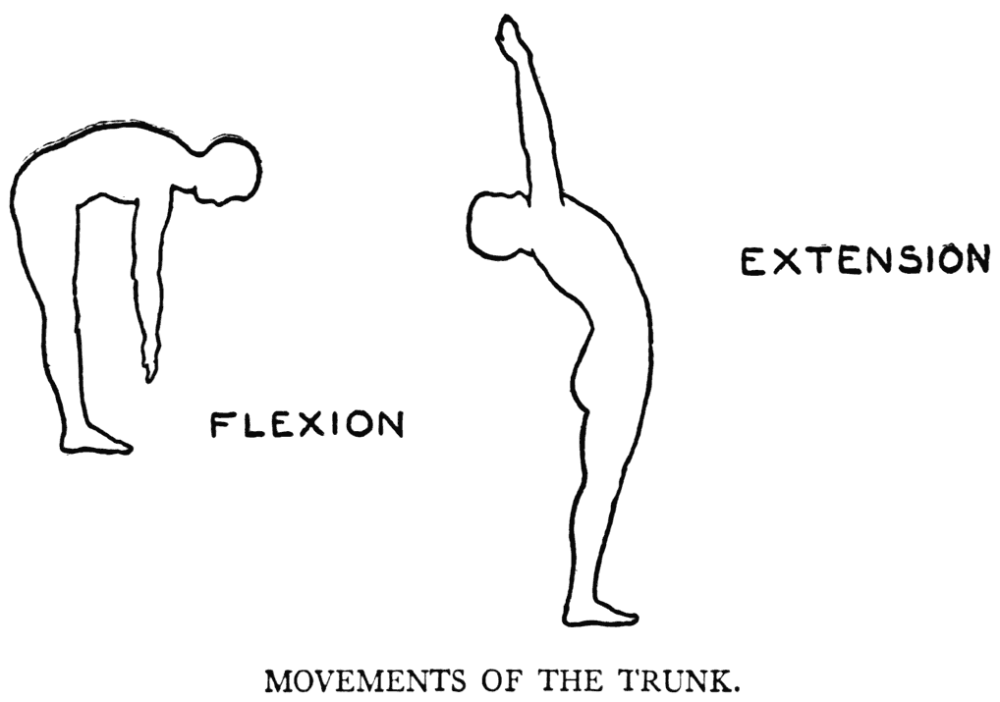 EXTENSION
FLEXION
MOVEMENTS OF THE TRUNK.